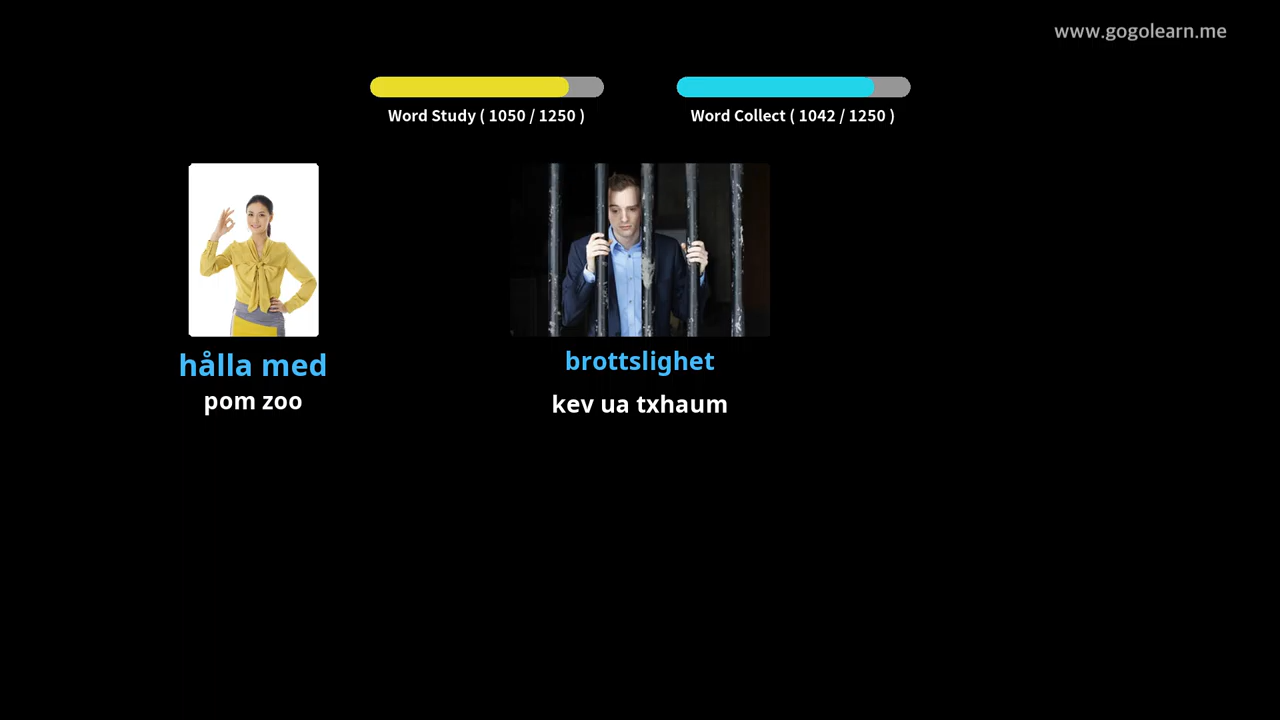 www.gogolearn.me
Word Study ( 1050 / 1250 )
Word Collect ( 1042 / 1250 )
hålla med
pom zoo
brottslighet
kev ua txhaum